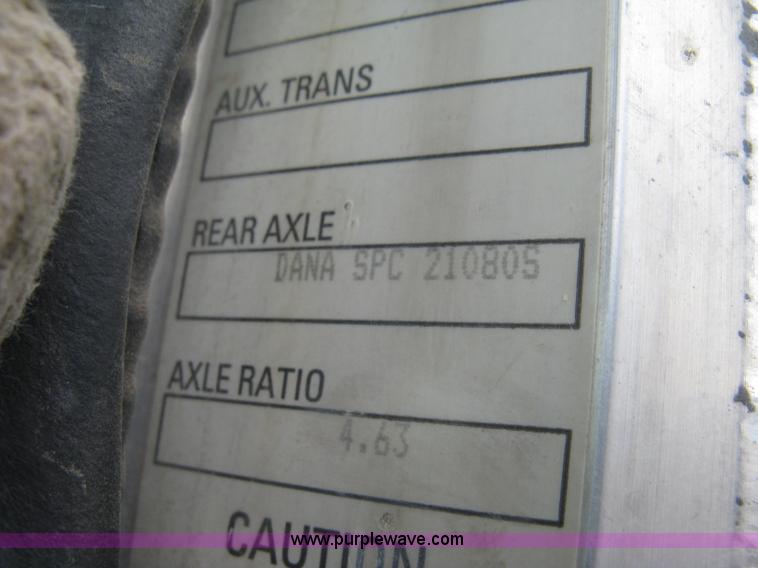 AUX. TRANS
REAR AXLE
DANA SPC 21080S
AXLE RATIO
4.63
CAUTION
www.purplewave.com